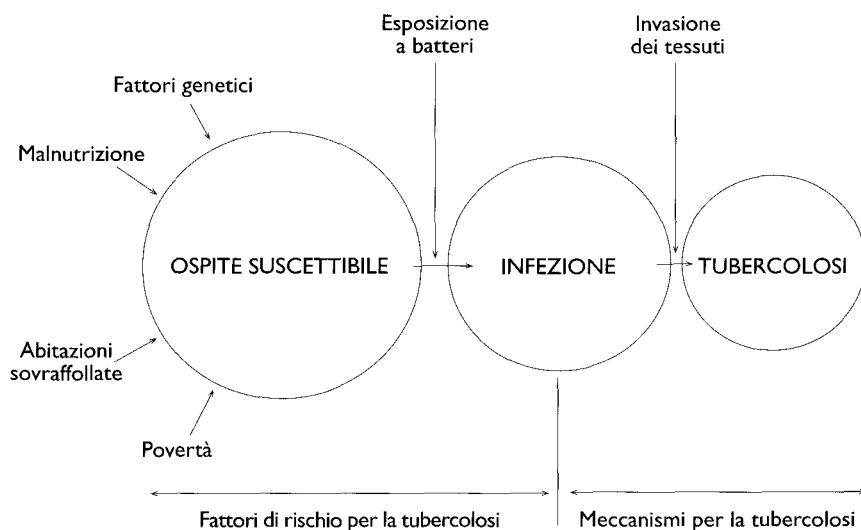 Esposizione
a batteri
Invasione
dei tessuti
Fattori genetici
Malnutrizione
OSPITE SUSCETTIBILE
INFEZIONE
TUBERCOLOSI
Abitazioni
sovraffollate
Povertà
Fattori di rischio per la tubercolosi
Meccanismi per la tubercolosi